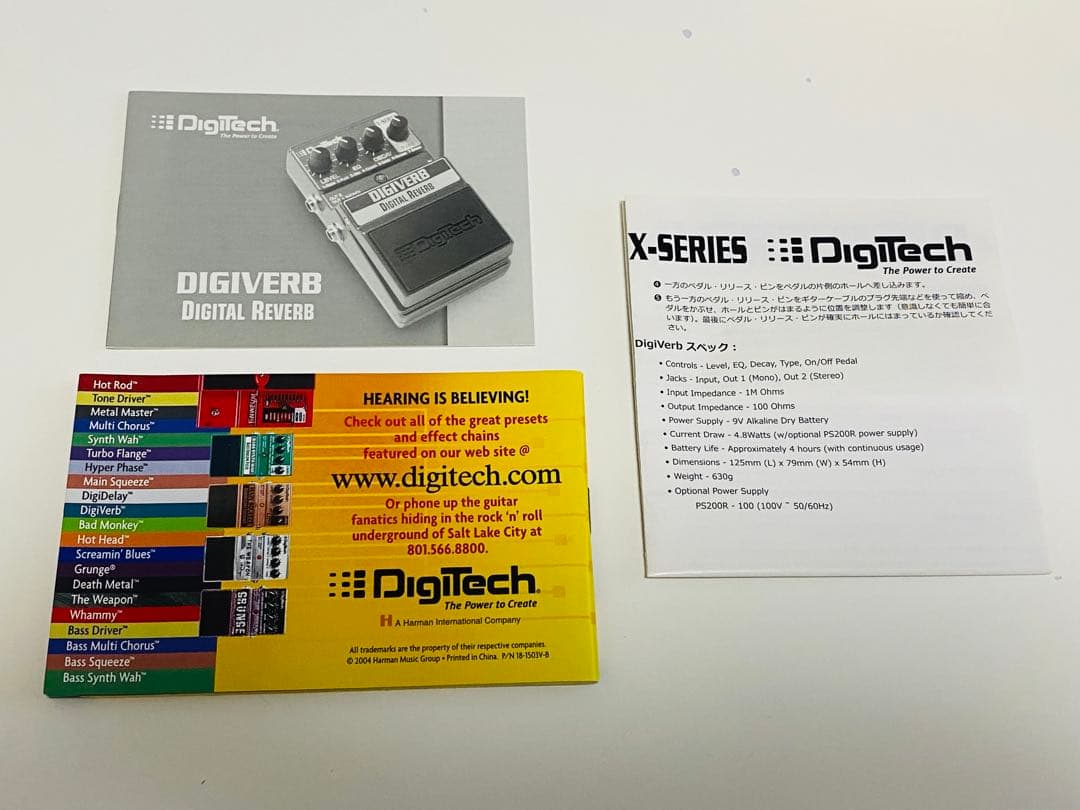 DigiTech®
The Power to Create
LEVEL
EQ
DECAY
DIGIVERB
DIGITAL REVERB
DigiTech
DIGIVERB
DIGITAL REVERB
X-SERIES DigiTech
The Power to Create
❹ 一方のペダル・リリース・ピンをペダルの片側のホールへ差し込みます。
❺ もう一方のペダル・リリース・ピンをギターケーブルのプラグ先端などを使って縮め、ペ
ダルをかぶせ、ホールとピンがはまるように位置を調整します（意識しなくても簡単に合
います）。最後にペダル・リリース・ピンが確実にホールにはまっているか確認してくだ
さい。
DigiVerb スペック：
• Controls - Level, EQ, Decay, Type, On/Off Pedal
• Jacks - Input, Out 1 (Mono), Out 2 (Stereo)
• Input Impedance - 1M Ohms
• Output Impedance - 100 Ohms
• Power Supply - 9V Alkaline Dry Battery
• Current Draw - 4.8Watts (w/optional PS200R power supply)
• Battery Life - Approximately 4 hours (with continuous usage)
• Dimensions - 125mm (L) x 79mm (W) x 54mm (H)
• Weight - 630g
• Optional Power Supply
PS200R - 100 (100V ~ 50/60Hz)
Hot Rod™
Tone Driver™
Metal Master™
Multi Chorus™
Synth Wah™
Turbo Flange™
Hyper Phase™
Main Squeeze™
DigiDelay™
DigiVerb™
Bad Monkey™
Hot Head™
Screamin' Blues™
Grunge®
Death Metal™
The Weapon™
Whammy™
Bass Driver™
Bass Multi Chorus™
Bass Squeeze™
Bass Synth Wah™
THE WEAPON
GRUNGE
HEARING IS BELIEVING!
Check out all of the great presets
and effect chains
featured on our web site @
www.digitech.com
Or phone up the guitar
fanatics hiding in the rock 'n' roll
underground of Salt Lake City at
801.566.8800.
DigiTech®
The Power to Create
H A Harman International Company
All trademarks are the property of their respective companies.
© 2004 Harman Music Group • Printed in China. P/N 18-1503V-B